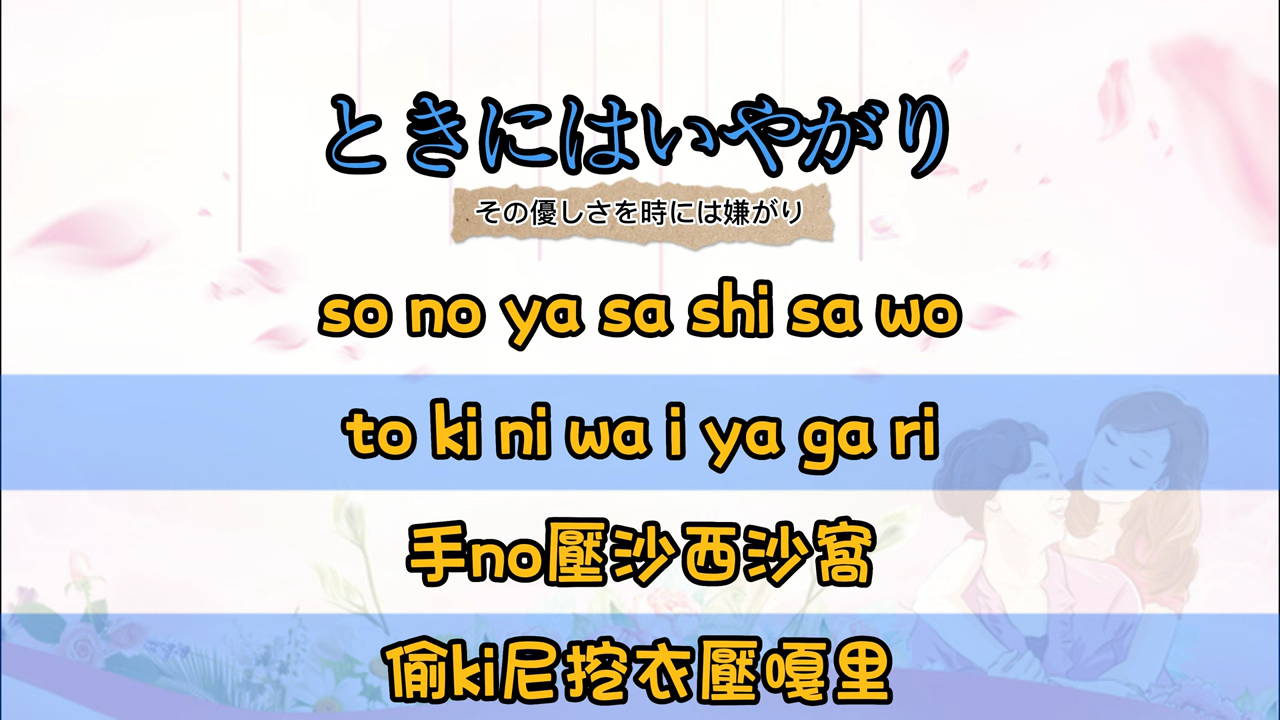 ときにはいやがり
その優しさを時には嫌がり
so no ya sa shi sa wo
to ki ni wa i ya ga ri
手no壓沙西沙窩
偷ki尼挖衣壓嘎里